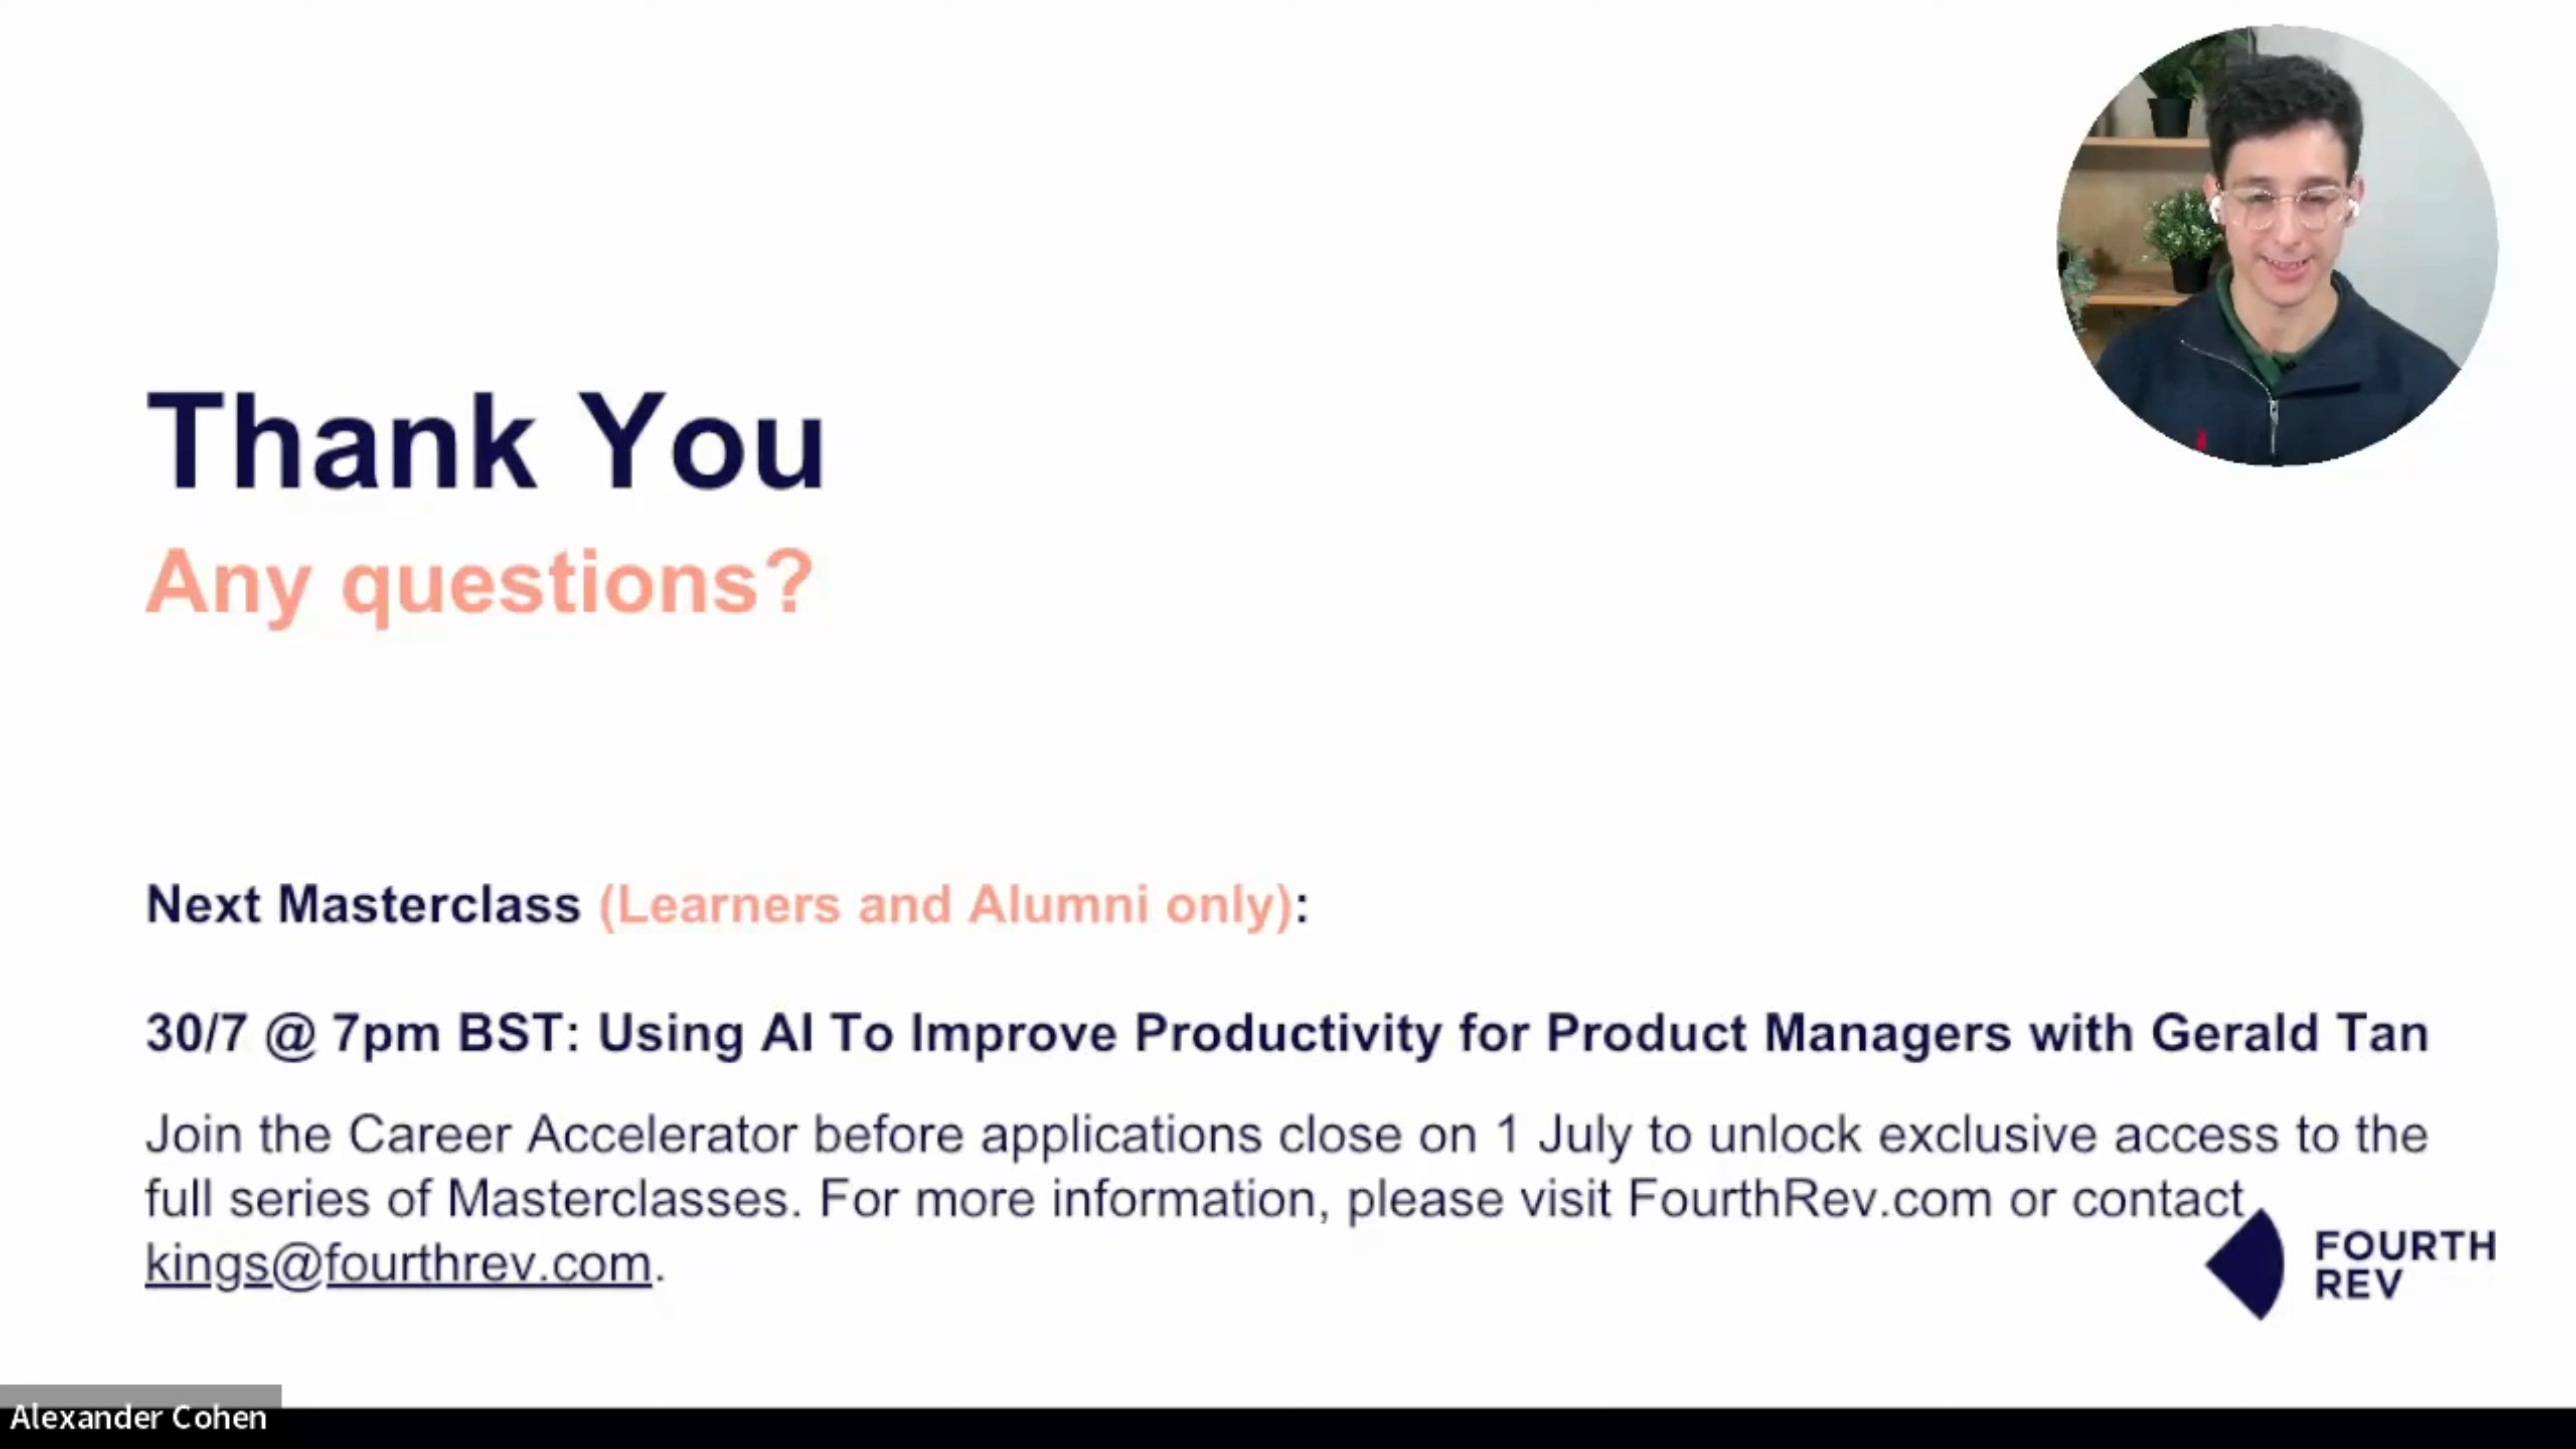 Thank You
Any questions?
Next Masterclass (Learners and Alumni only):
30/7 @ 7pm BST: Using AI To Improve Productivity for Product Managers with Gerald Tan
Join the Career Accelerator before applications close on 1 July to unlock exclusive access to the
full series of Masterclasses. For more information, please visit FourthRev.com or contact
kings@fourthrev.com.
FOURTH
REV
Alexander Cohen